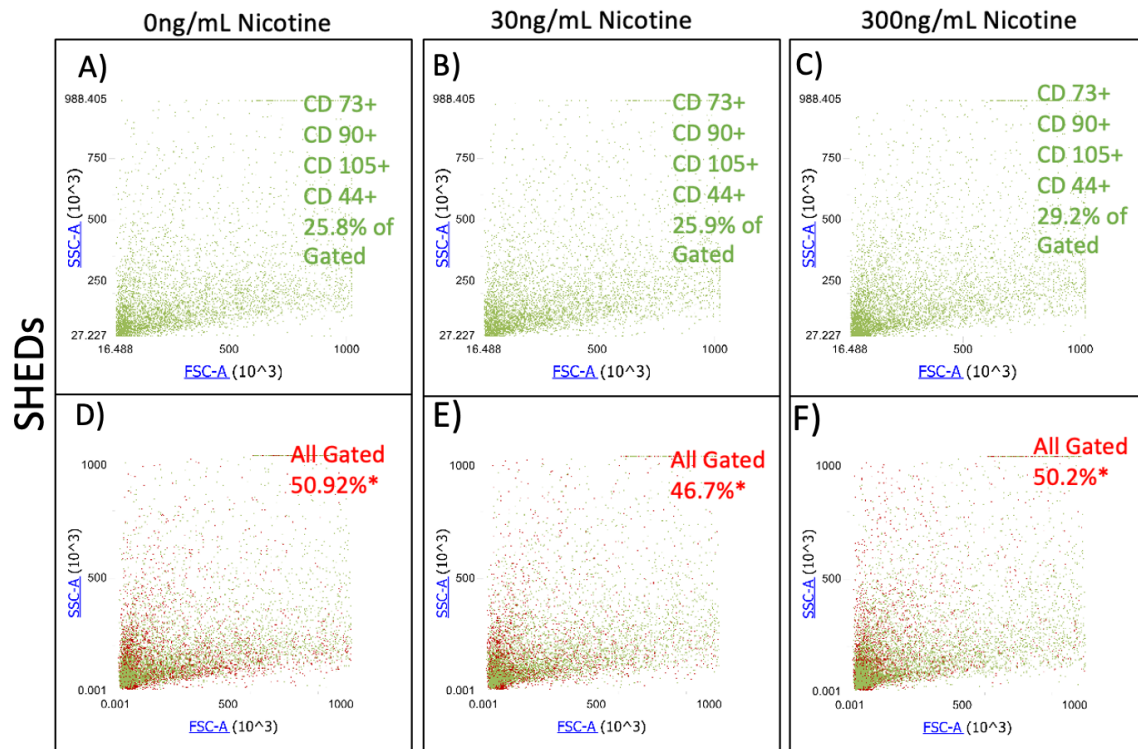 0ng/mL Nicotine
30ng/mL Nicotine
300ng/mL Nicotine
SHEDs
A)
988.405
750
500
250
27.227
SSC-A (10^3)
16.488
500
1000
FSC-A (10^3)
CD 73+
CD 90+
CD 105+
CD 44+
25.8% of
Gated
B)
988.405
750
500
250
27.227
SSC-A (10^3)
16.488
500
1000
FSC-A (10^3)
CD 73+
CD 90+
CD 105+
CD 44+
25.9% of
Gated
C)
988.405
750
500
250
27.227
SSC-A (10^3)
16.488
500
1000
FSC-A (10^3)
CD 73+
CD 90+
CD 105+
CD 44+
29.2% of
Gated
D)
1000
500
0.001
SSC-A (10^3)
0.001
500
1000
FSC-A (10^3)
All Gated
50.92%*
E)
1000
500
0.001
SSC-A (10^3)
0.001
500
1000
FSC-A (10^3)
All Gated
46.7%*
F)
1000
500
0.001
SSC-A (10^3)
0.001
500
1000
FSC-A (10^3)
All Gated
50.2%*